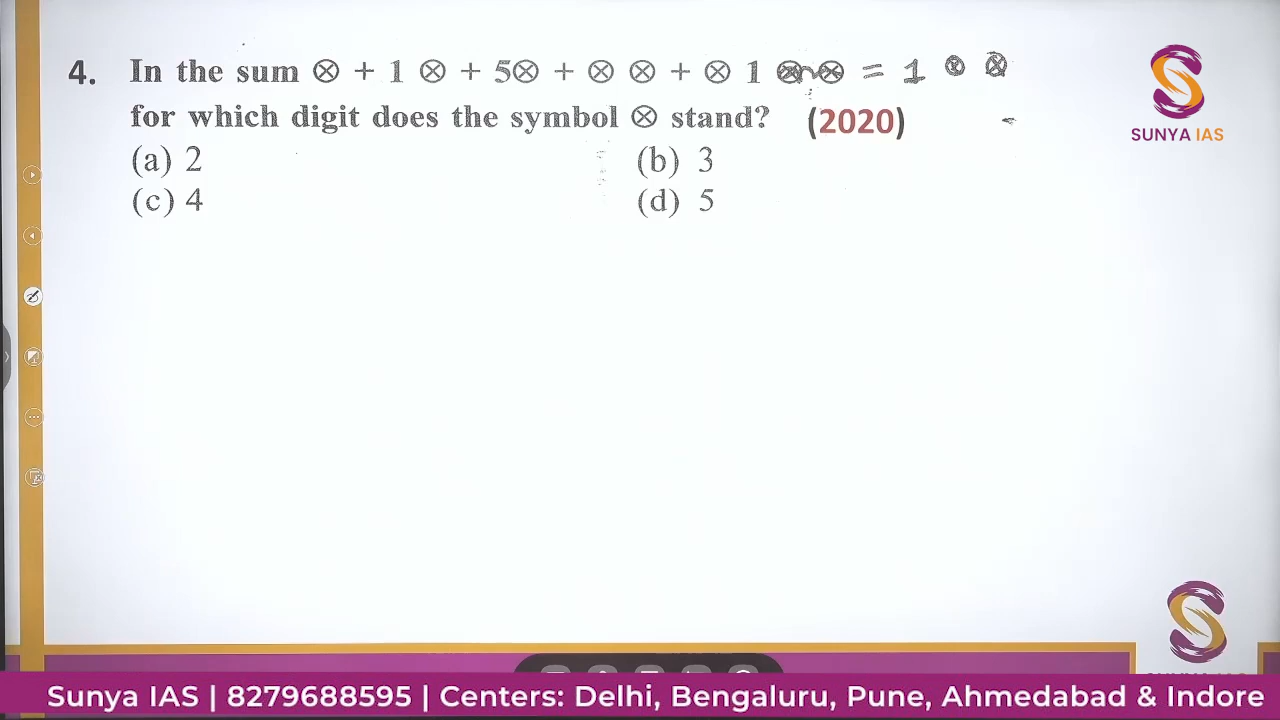 4. In the sum ⊗ + 1 ⊗ + 5⊗ + ⊗ ⊗ + ⊗ 1 = 1 ⊗ ⊗
for which digit does the symbol ⊗ stand? (2020)
(a) 2 (b) 3
(c) 4 (d) 5
SUNYA IAS
Sunya IAS | 8279688595 | Centers: Delhi, Bengaluru, Pune, Ahmedabad & Indore